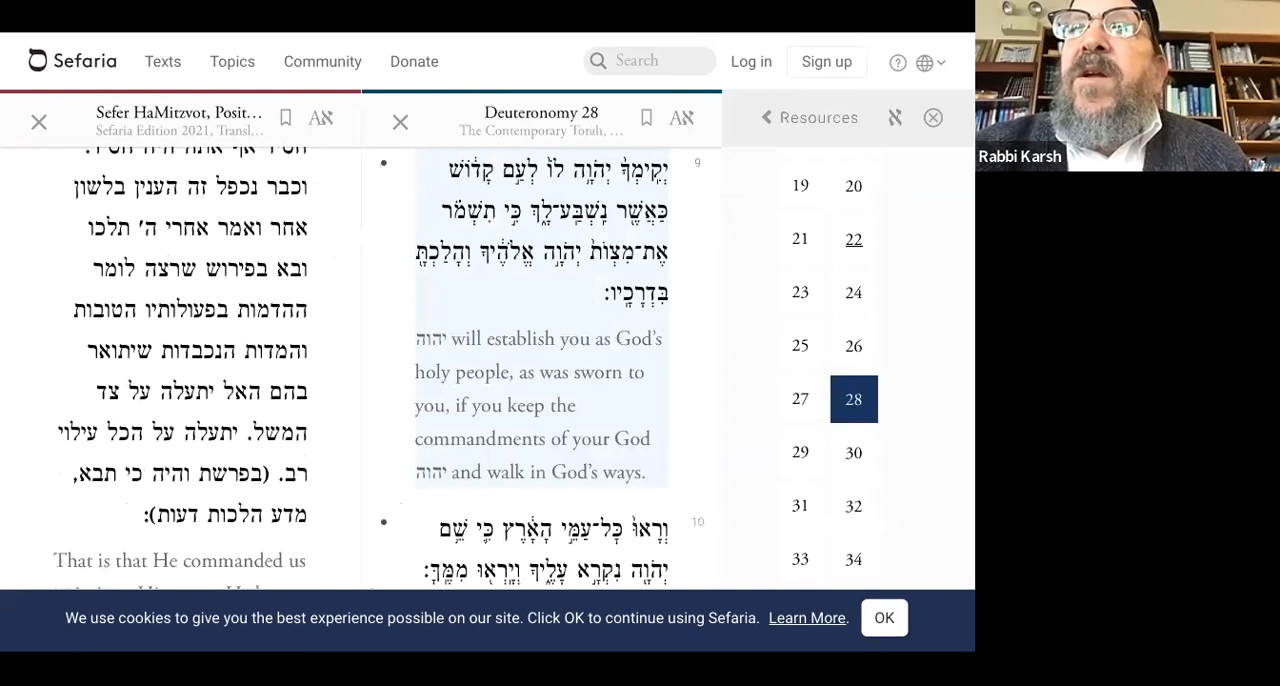 Sefaria
Texts
Topics
Community
Donate
Search
Log in
Sign up
Sefer HaMitzvot, Posit…
Sefaria Edition 2021, Transl…
וכבר נכפל זה הענין בלשון
אחר ואמר אחרי ה' תלכו
ובא בפירוש שרצה לומר
ההדמות בפעולותיו הטובות
והמדות הנכבדות שיתואר
בהם האל יתעלה על צד
המשל. יתעלה על הכל עילוי
רב. (בפרשת והיה כי תבא,
מדע הלכות דעות):
That is that He commanded us
Deuteronomy 28
The Contemporary Torah, …
9
יְקִֽימְךָ֨ יְהֹוָ֥ה לוֹ֙ לְעַ֣ם קָד֔וֹשׁ
כַּאֲשֶׁ֖ר נִֽשְׁבַּֽע־לָ֑ךְ כִּ֣י תִשְׁמֹ֗ר
אֶת־מִצְוֺת֙ יְהֹוָ֣ה אֱלֹהֶ֔יךָ וְהָלַכְתָּ֖
בִּדְרָכָֽיו׃
יהוה will establish you as God’s
holy people, as was sworn to
you, if you keep the
commandments of your God
יהוה and walk in God’s ways.
10
וְרָאוּ֙ כׇּל־עַמֵּ֣י הָאָ֔רֶץ כִּ֛י שֵׁ֥ם
יְהֹוָ֖ה נִקְרָ֣א עָלֶ֑יךָ וְיָֽרְא֖וּ מִמֶּֽךָּ׃
Resources
א
19 20
21 22
23 24
25 26
27 28
29 30
31 32
33 34
We use cookies to give you the best experience possible on our site. Click OK to continue using Sefaria. Learn More.
OK
Rabbi Karsh